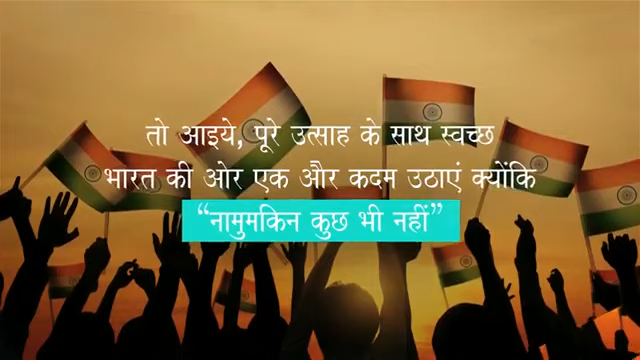 तो आइये, पूरे उत्साह के साथ स्वच्छ
भारत की ओर एक और कदम उठाएं क्योंकि
“नामुमकिन कुछ भी नहीं”